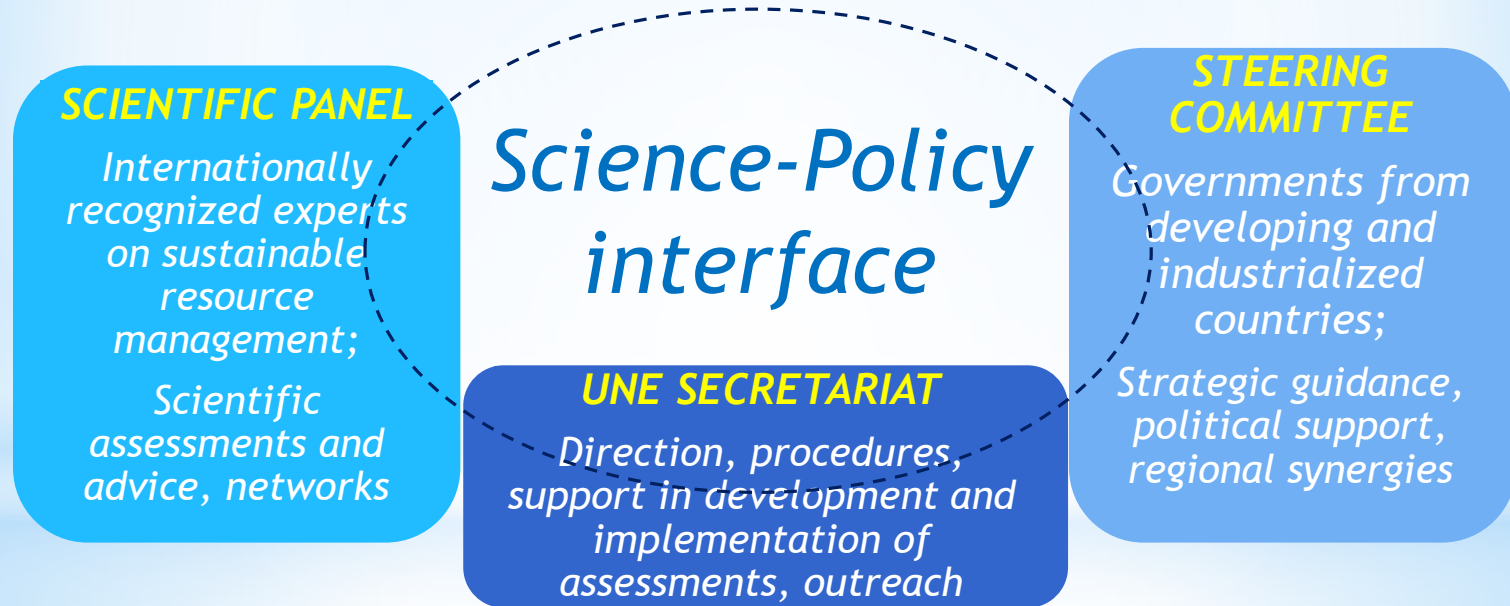 SCIENTIFIC PANEL
Internationally
recognized experts
on sustainable
resource
management;
Scientific
assessments and
advice, networks
Science-Policy
interface
UNE SECRETARIAT
Direction, procedures,
support in development and
implementation of
assessments, outreach
STEERING
COMMITTEE
Governments from
developing and
industrialized
countries;
Strategic guidance,
political support,
regional synergies